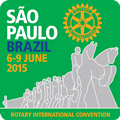 SÃO
PAULO
BRAZIL
6-9 JUNE
2015
ROTARY INTERNATIONAL CONVENTION